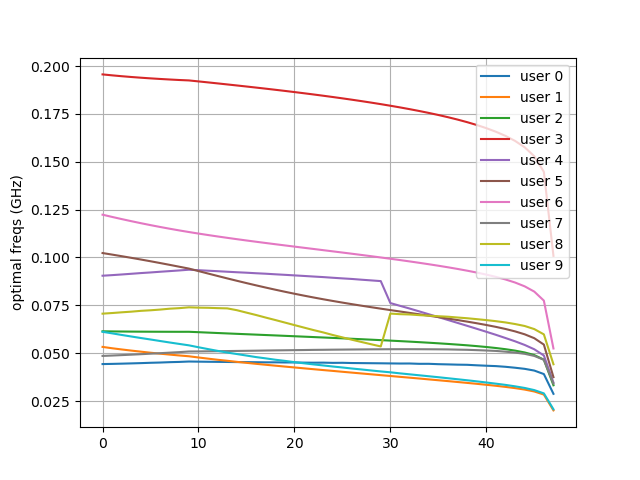 optimal freqs (GHz)
0.200
0.175
0.150
0.125
0.100
0.075
0.050
0.025
0
10
20
30
40
user 0
user 1
user 2
user 3
user 4
user 5
user 6
user 7
user 8
user 9